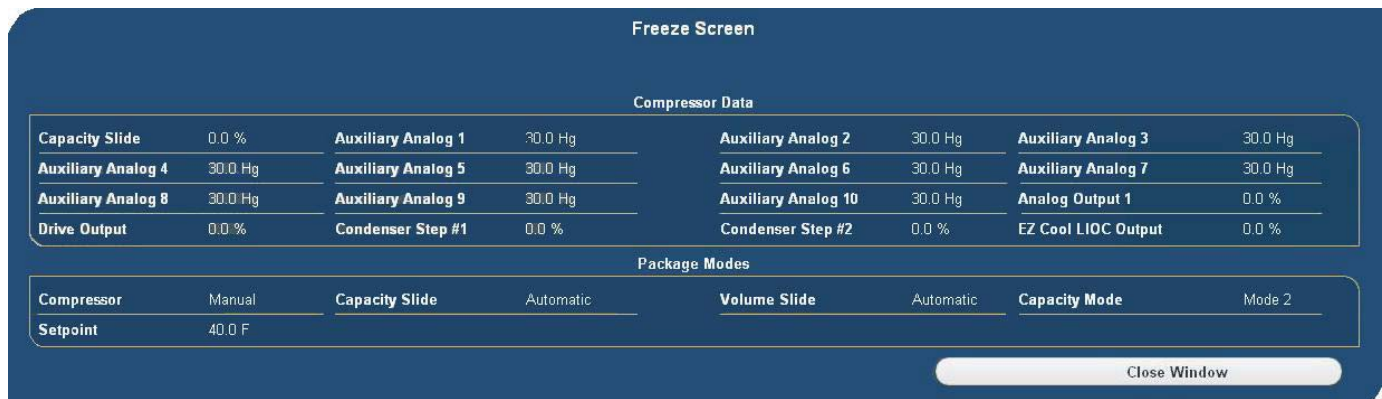 Freeze Screen
Compressor Data
Capacity Slide 0.0 % Auxiliary Analog 1 30.0 Hg Auxiliary Analog 2 30.0 Hg Auxiliary Analog 3 30.0 Hg
Auxiliary Analog 4 30.0 Hg Auxiliary Analog 5 30.0 Hg Auxiliary Analog 6 30.0 Hg Auxiliary Analog 7 30.0 Hg
Auxiliary Analog 8 30.0 Hg Auxiliary Analog 9 30.0 Hg Auxiliary Analog 10 30.0 Hg Analog Output 1 0.0 %
Drive Output 0.0 % Condenser Step #1 0.0 % Condenser Step #2 0.0 % EZ Cool LIOC Output 0.0 %
Package Modes
Compressor Manual Capacity Slide Automatic Volume Slide Automatic Capacity Mode Mode 2
Setpoint 40.0 F
Close Window